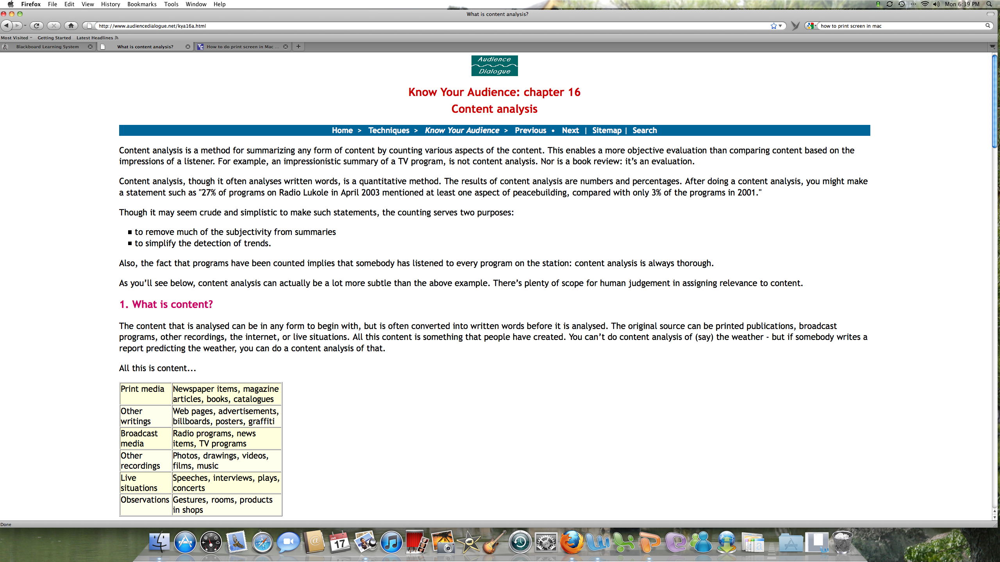 Firefox File Edit View History Bookmarks Tools Window Help Mon 6:39 PM
What is content analysis?
http://www.audiencedialogue.net/kya16a.html how to print screen in mac
Most Visited Getting Started Latest Headlines
Blackboard Learning System What is content analysis? How to do print screen in Mac ...
Audience
Dialogue
Know Your Audience: chapter 16
Content analysis
Home > Techniques > Know Your Audience > Previous • Next | Sitemap | Search
Content analysis is a method for summarizing any form of content by counting various aspects of the content. This enables a more objective evaluation than comparing content based on the
impressions of a listener. For example, an impressionistic summary of a TV program, is not content analysis. Nor is a book review: it’s an evaluation.
Content analysis, though it often analyses written words, is a quantitative method. The results of content analysis are numbers and percentages. After doing a content analysis, you might make
a statement such as "27% of programs on Radio Lukole in April 2003 mentioned at least one aspect of peacebuilding, compared with only 3% of the programs in 2001."
Though it may seem crude and simplistic to make such statements, the counting serves two purposes:
■ to remove much of the subjectivity from summaries
■ to simplify the detection of trends.
Also, the fact that programs have been counted implies that somebody has listened to every program on the station: content analysis is always thorough.
As you’ll see below, content analysis can actually be a lot more subtle than the above example. There’s plenty of scope for human judgement in assigning relevance to content.
1. What is content?
The content that is analysed can be in any form to begin with, but is often converted into written words before it is analysed. The original source can be printed publications, broadcast
programs, other recordings, the internet, or live situations. All this content is something that people have created. You can’t do content analysis of (say) the weather - but if somebody writes a
report predicting the weather, you can do a content analysis of that.
All this is content...
Print media Newspaper items, magazine
articles, books, catalogues
Other Web pages, advertisements,
writings billboards, posters, graffiti
Broadcast Radio programs, news
media items, TV programs
Other Photos, drawings, videos,
recordings films, music
Live Speeches, interviews, plays,
situations concerts
Observations Gestures, rooms, products
in shops
Done
JAN
17